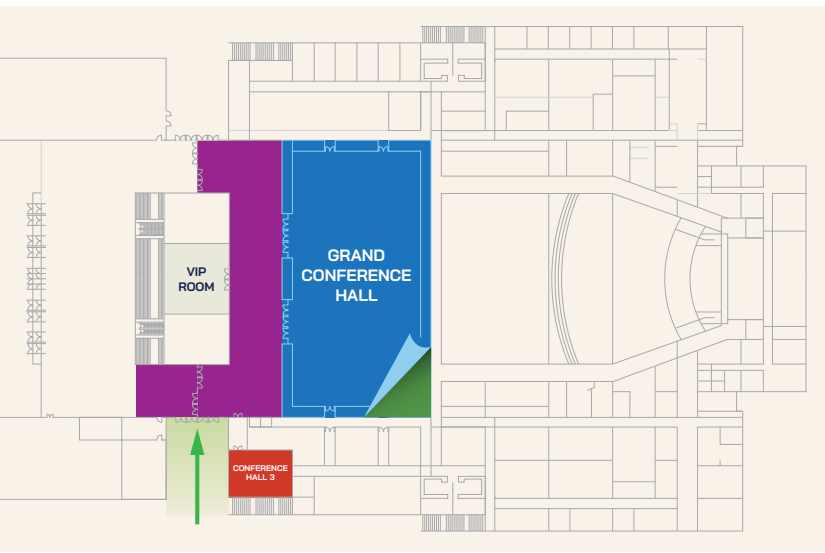 VIP
ROOM
GRAND
CONFERENCE
HALL
CONFERENCE
HALL 3